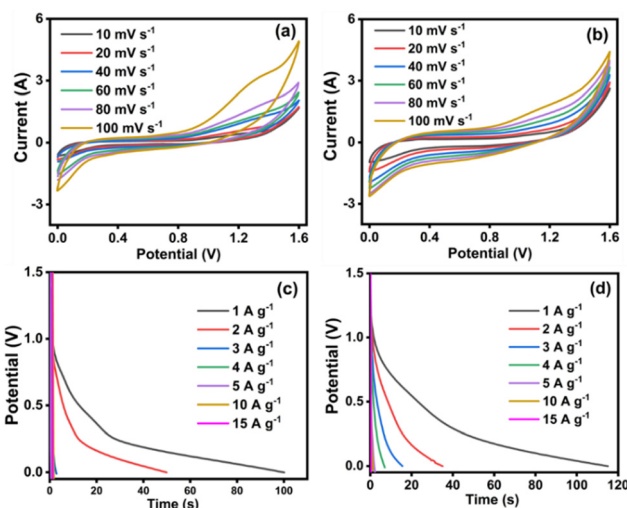 (a)
10 mV s⁻¹
20 mV s⁻¹
40 mV s⁻¹
60 mV s⁻¹
80 mV s⁻¹
100 mV s⁻¹
Current (A)
6
3
0
-3
0.0 0.4 0.8 1.2 1.6
Potential (V)
(b)
10 mV s⁻¹
20 mV s⁻¹
40 mV s⁻¹
60 mV s⁻¹
80 mV s⁻¹
100 mV s⁻¹
Current (A)
6
3
0
-3
0.0 0.4 0.8 1.2 1.6
Potential (V)
(c)
1 A g⁻¹
2 A g⁻¹
3 A g⁻¹
4 A g⁻¹
5 A g⁻¹
10 A g⁻¹
15 A g⁻¹
Potential (V)
1.5
1.0
0.5
0.0
0 20 40 60 80 100
Time (s)
(d)
1 A g⁻¹
2 A g⁻¹
3 A g⁻¹
4 A g⁻¹
5 A g⁻¹
10 A g⁻¹
15 A g⁻¹
Potential (V)
1.5
1.0
0.5
0.0
0 20 40 60 80 100 120
Time (s)